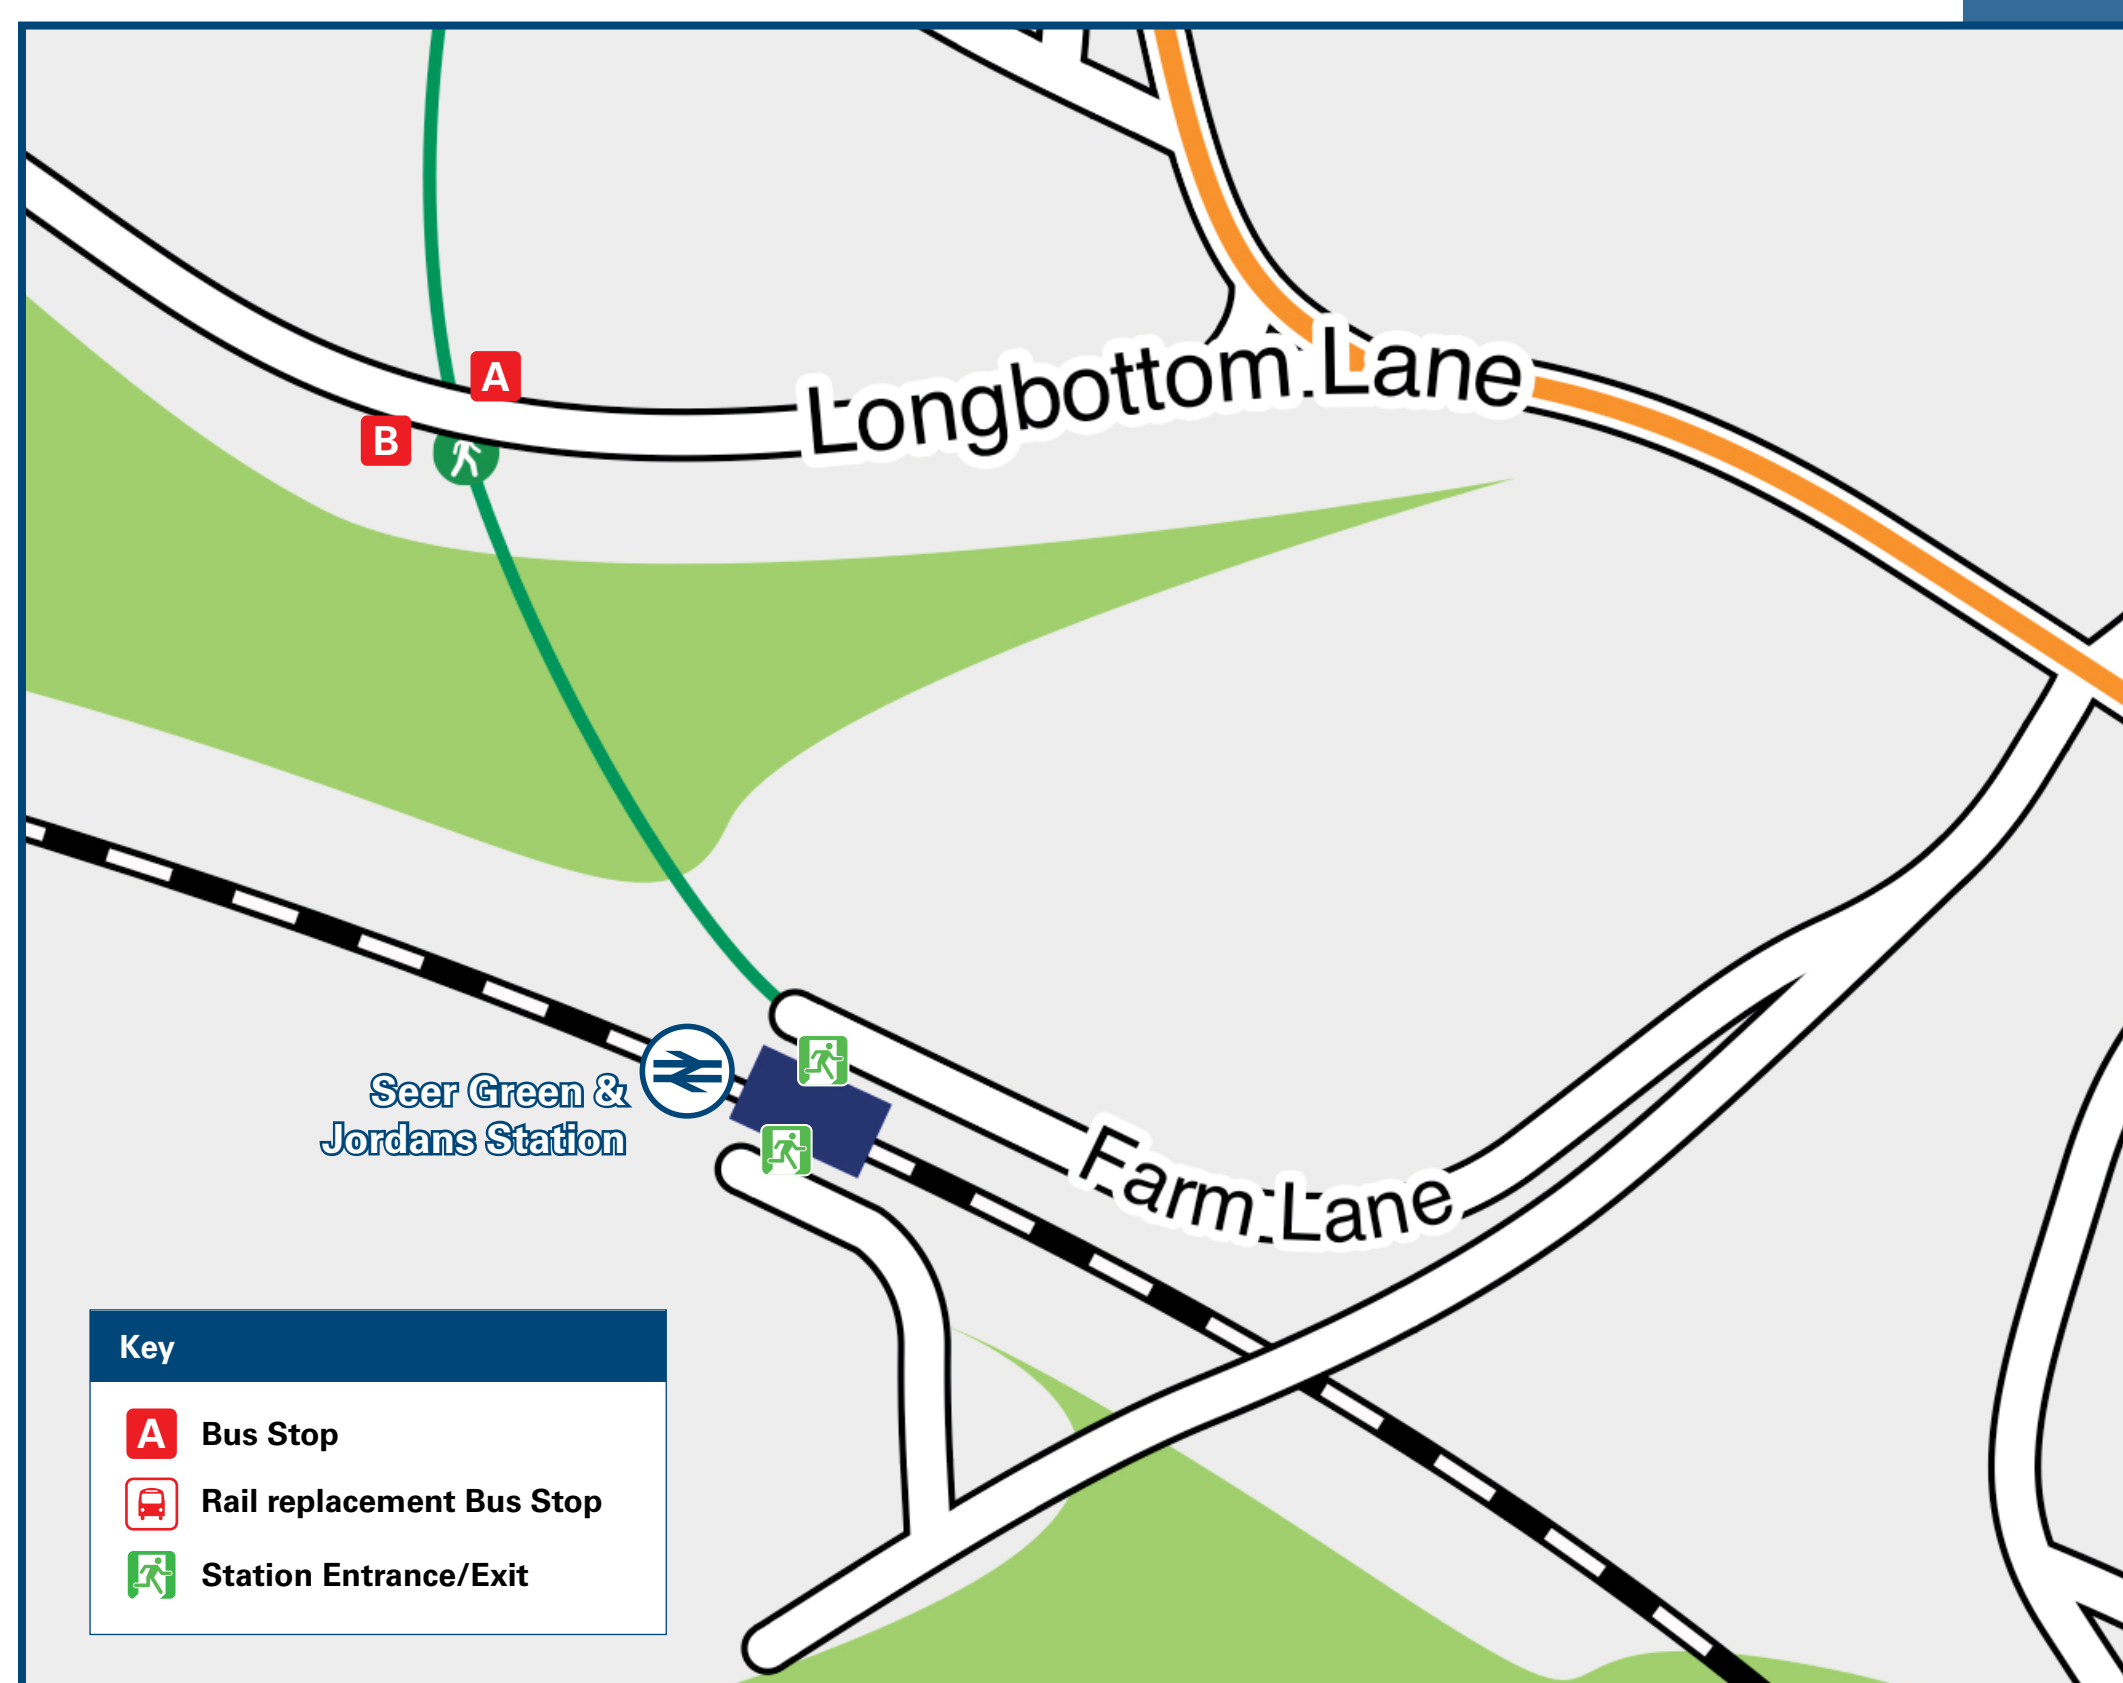 A
B
Longbottom Lane
Seer Green &
Jordans Station
Farm Lane
Key
A Bus Stop
Rail replacement Bus Stop
Station Entrance/Exit